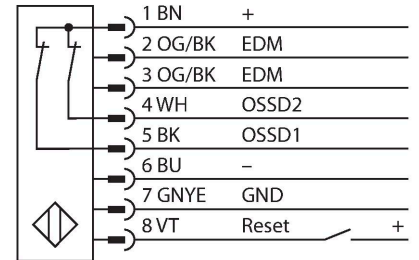 1 BN +
2 OG/BK EDM
3 OG/BK EDM
4 WH OSSD2
5 BK OSSD1
6 BU –
7 GNYE GND
8 VT Reset +